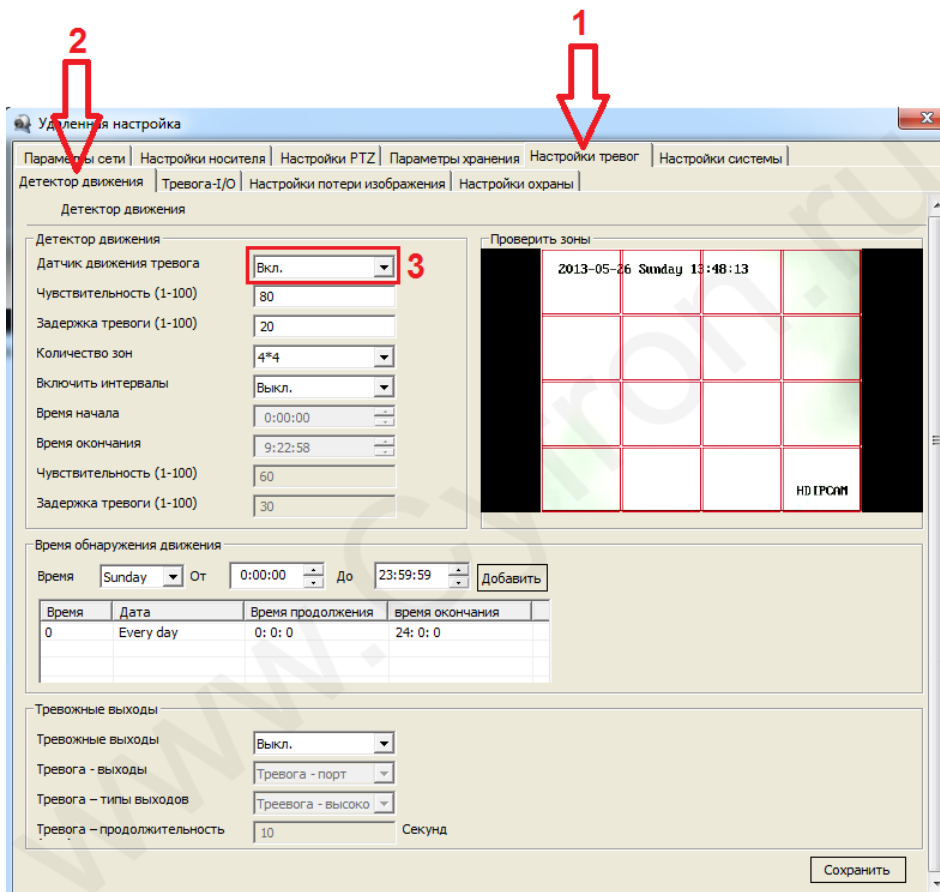 2
1
Удаленная настройка
Параметры сети Настройки носителя Настройки PTZ Параметры хранения Настройки тревог Настройки системы
Детектор движения Тревога-I/O Настройки потери изображения Настройки охраны
Детектор движения
Детектор движения
Датчик движения тревога Вкл. 3
Чувствительность (1-100) 80
Задержка тревоги (1-100) 20
Количество зон 4*4
Включить интервалы Выкл.
Время начала 0:00:00
Время окончания 9:22:58
Чувствительность (1-100) 60
Задержка тревоги (1-100) 30
Проверить зоны
2013-05-26 Sunday 13:48:13
HDIPCAM
Время обнаружения движения
Время Sunday От 0:00:00 До 23:59:59 Добавить
Время Дата Время продолжения время окончания
0 Every day 0: 0: 0 24: 0: 0
Тревожные выходы
Тревожные выходы Выкл.
Тревога - выходы Тревога - порт
Тревога – типы выходов Треевога - высоко
Тревога – продолжительность 10 Секунд
Сохранить
www.Cyfron.ru